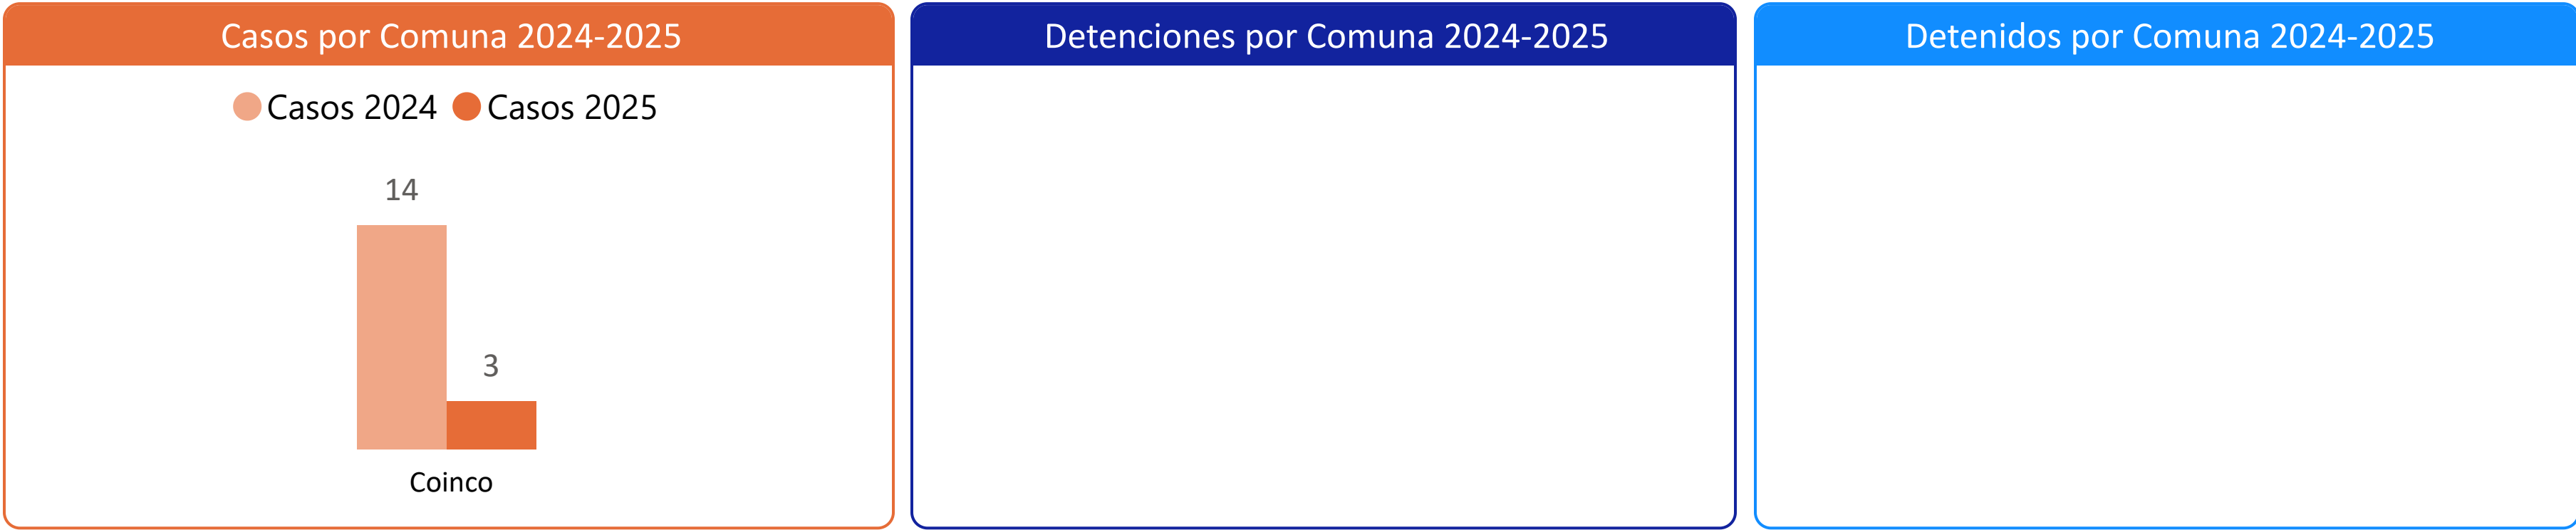 Casos por Comuna 2024-2025
Casos 2024 Casos 2025
14
3
Coinco
Detenciones por Comuna 2024-2025
Detenidos por Comuna 2024-2025